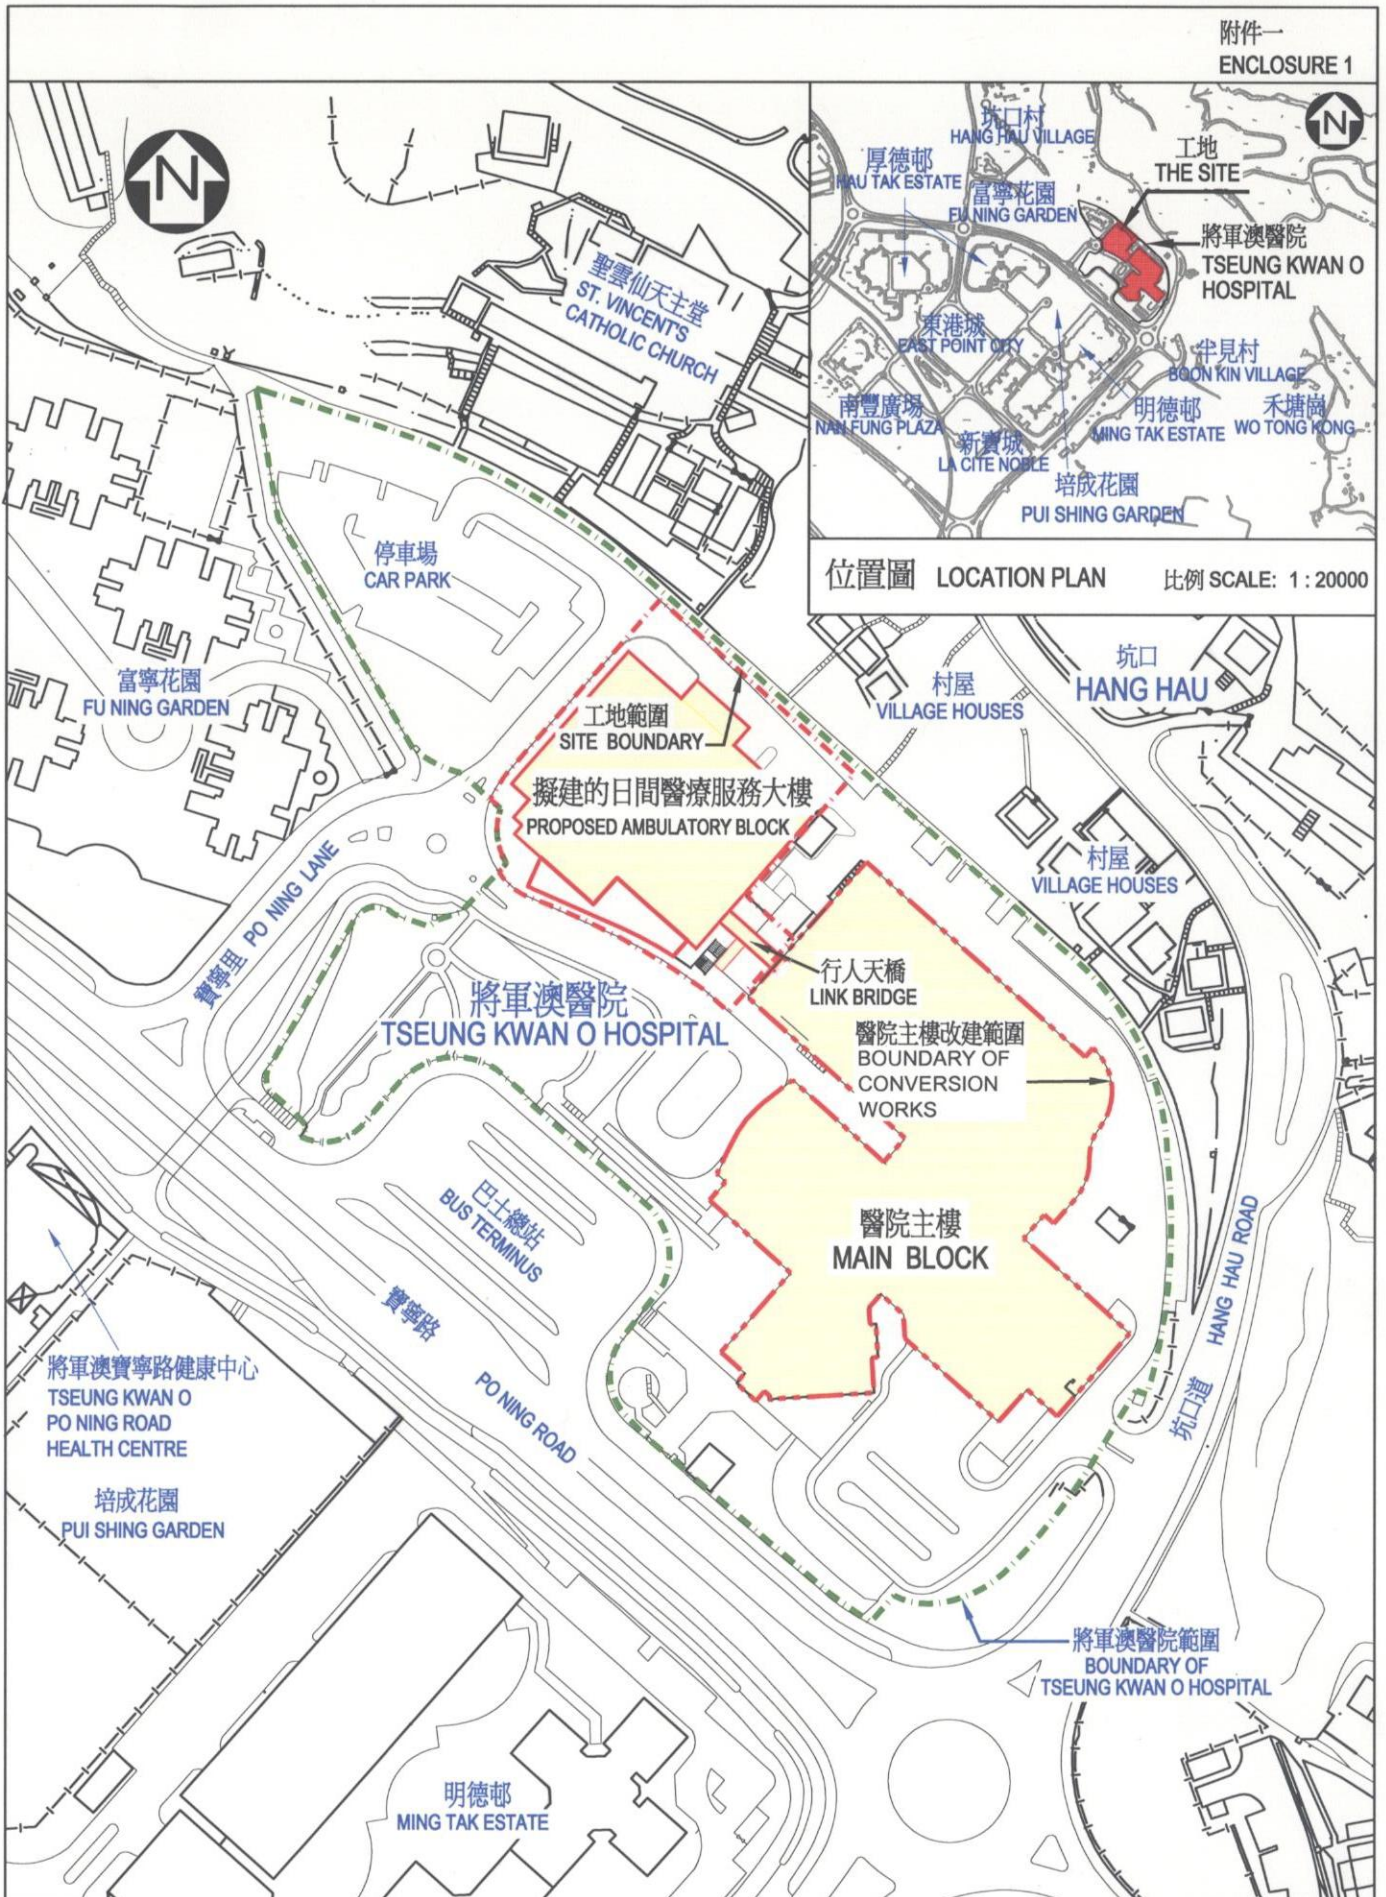 附件一
ENCLOSURE 1
N
N
坑口村
HANG HAU VILLAGE
厚德邨
HAU TAK ESTATE
富寧花園
FU NING GARDEN
工地
THE SITE
將軍澳醫院
TSEUNG KWAN O
HOSPITAL
東港城
EAST POINT CITY
半見村
BOON KIN VILLAGE
南豐廣場
NAN FUNG PLAZA
新寶城
LA CITE NOBLE
明德邨
MING TAK ESTATE
禾塘崗
WO TONG KONG
培成花園
PUI SHING GARDEN
位置圖 LOCATION PLAN 比例 SCALE: 1 : 20000
聖雲仙天主堂
ST. VINCENT'S
CATHOLIC CHURCH
停車場
CAR PARK
富寧花園
FU NING GARDEN
工地範圍
SITE BOUNDARY
擬建的日間醫療服務大樓
PROPOSED AMBULATORY BLOCK
村屋
VILLAGE HOUSES
坑口
HANG HAU
村屋
VILLAGE HOUSES
寶寧里 PO NING LANE
行人天橋
LINK BRIDGE
將軍澳醫院
TSEUNG KWAN O HOSPITAL
醫院主樓改建範圍
BOUNDARY OF
CONVERSION
WORKS
巴士總站
BUS TERMINUS
醫院主樓
MAIN BLOCK
寶寧路
PO NING ROAD
坑口道 HANG HAU ROAD
將軍澳寶寧路健康中心
TSEUNG KWAN O
PO NING ROAD
HEALTH CENTRE
培成花園
PUI SHING GARDEN
將軍澳醫院範圍
BOUNDARY OF
TSEUNG KWAN O HOSPITAL
明德邨
MING TAK ESTATE